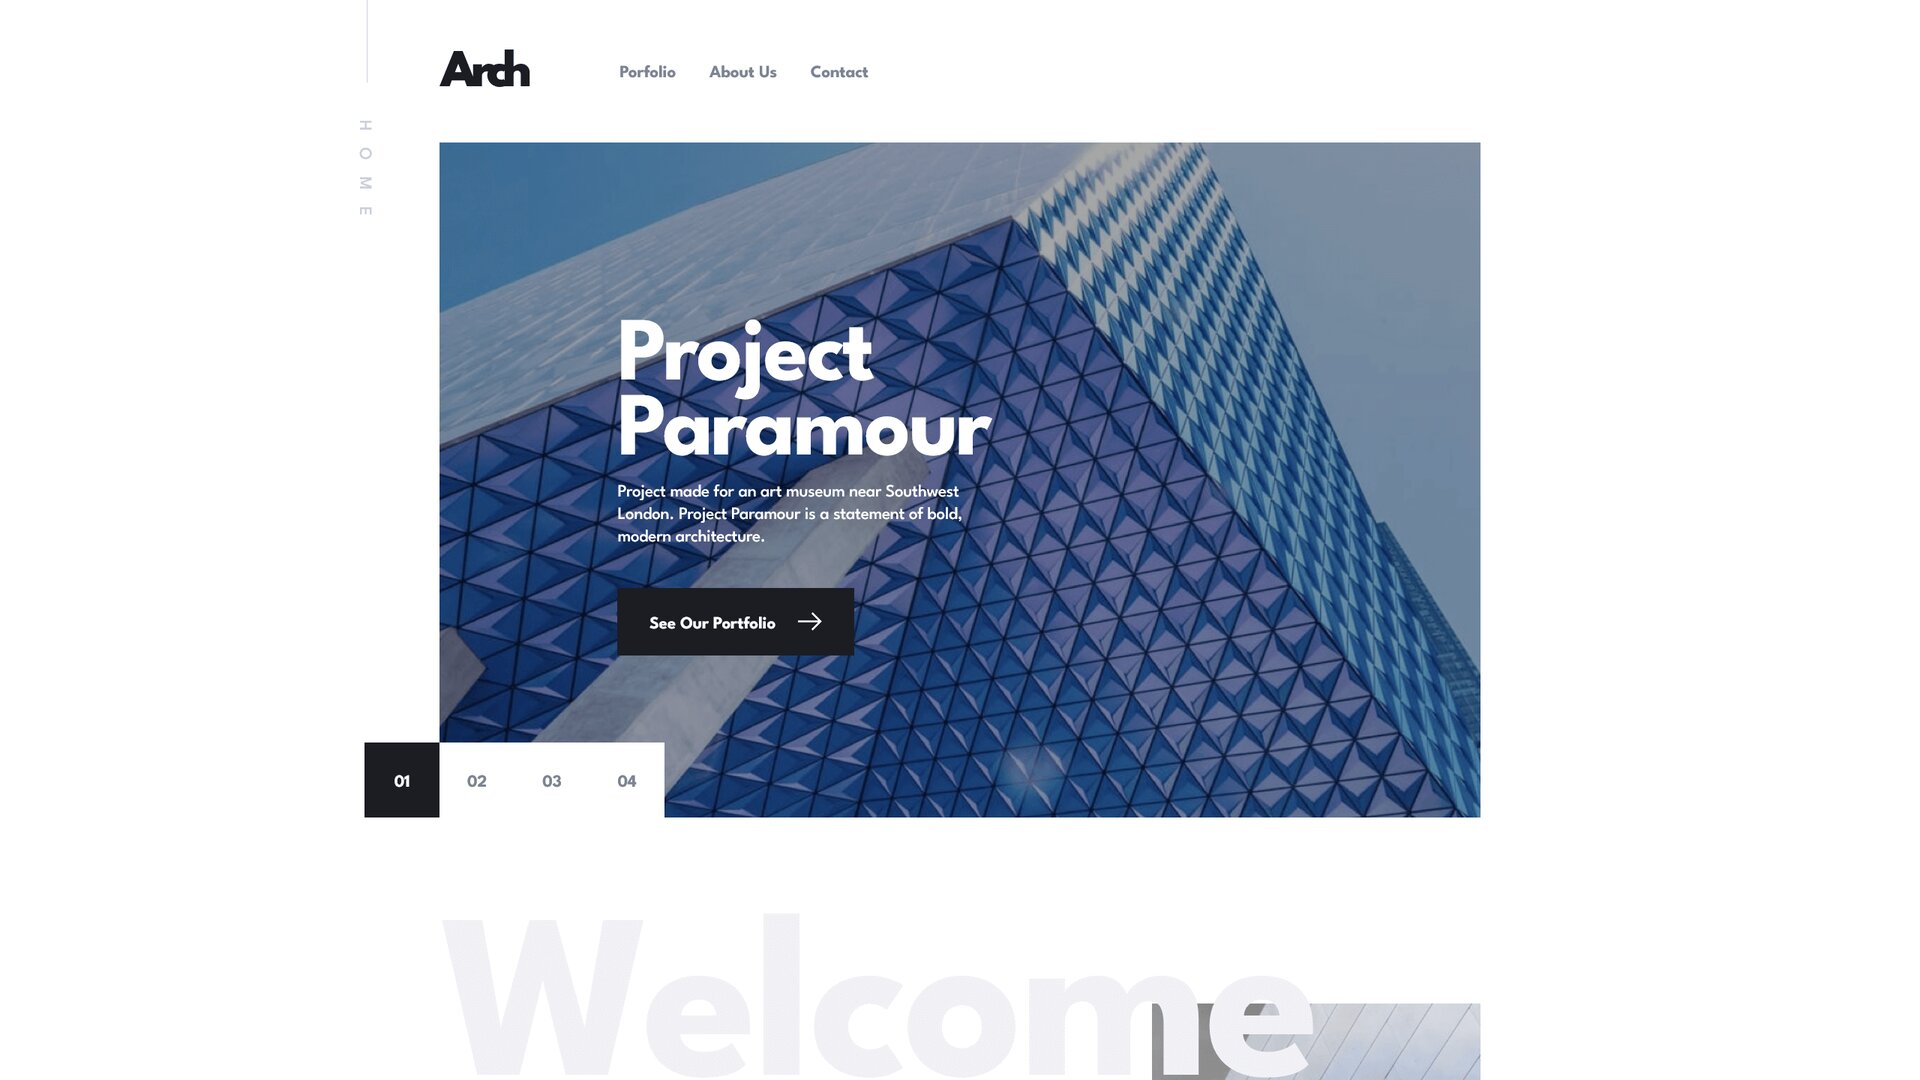 Arch
Porfolio
About Us
Contact
HOME
Project
Paramour
Project made for an art museum near Southwest
London. Project Paramour is a statement of bold,
modern architecture.
See Our Portfolio
01
02
03
04
Welcome